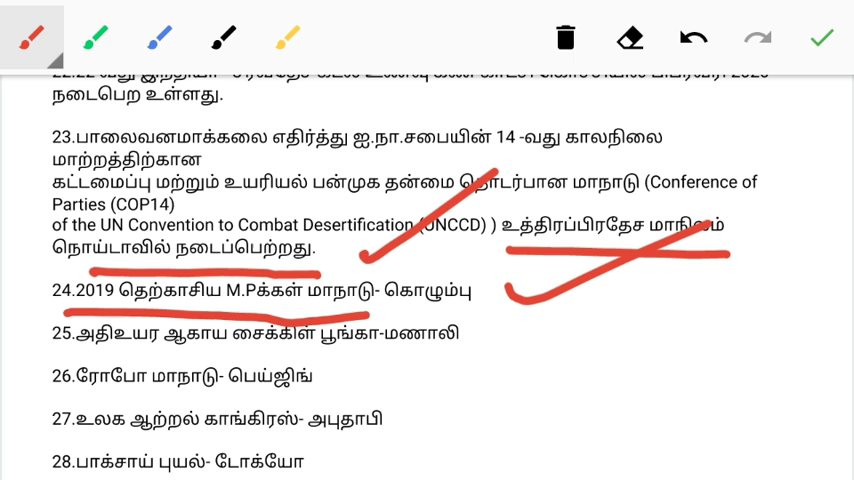 நடைபெற உள்ளது.
23.பாலைவனமாக்கலை எதிர்த்து ஐ.நா.சபையின் 14 -வது காலநிலை
மாற்றத்திற்கான
கட்டமைப்பு மற்றும் உயரியல் பன்முக தன்மை தொடர்பான மாநாடு (Conference of
Parties (COP14)
of the UN Convention to Combat Desertification (UNCCD) ) உத்திரப்பிரதேச மாநிலம்
நொய்டாவில் நடைப்பெற்றது.
24.2019 தெற்காசிய M.Pக்கள் மாநாடு- கொழும்பு
25.அதிஉயர ஆகாய சைக்கிள் பூங்கா-மணாலி
26.ரோபோ மாநாடு- பெய்ஜிங்
27.உலக ஆற்றல் காங்கிரஸ்- அபுதாபி
28.பாக்சாய் புயல்- டோக்யோ